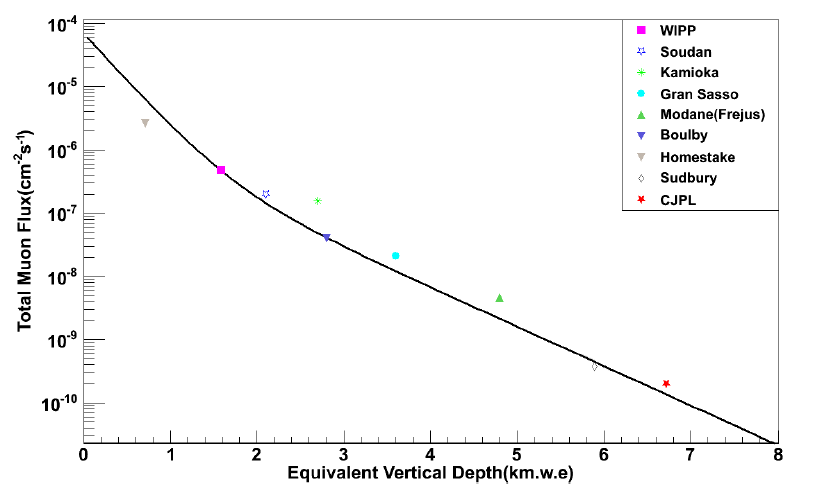 10⁻⁴
10⁻⁵
10⁻⁶
10⁻⁷
10⁻⁸
10⁻⁹
10⁻¹⁰
Total Muon Flux(cm⁻²s⁻¹)
0 1 2 3 4 5 6 7 8
Equivalent Vertical Depth(km.w.e)
WIPP
Soudan
Kamioka
Gran Sasso
Modane(Frejus)
Boulby
Homestake
Sudbury
CJPL